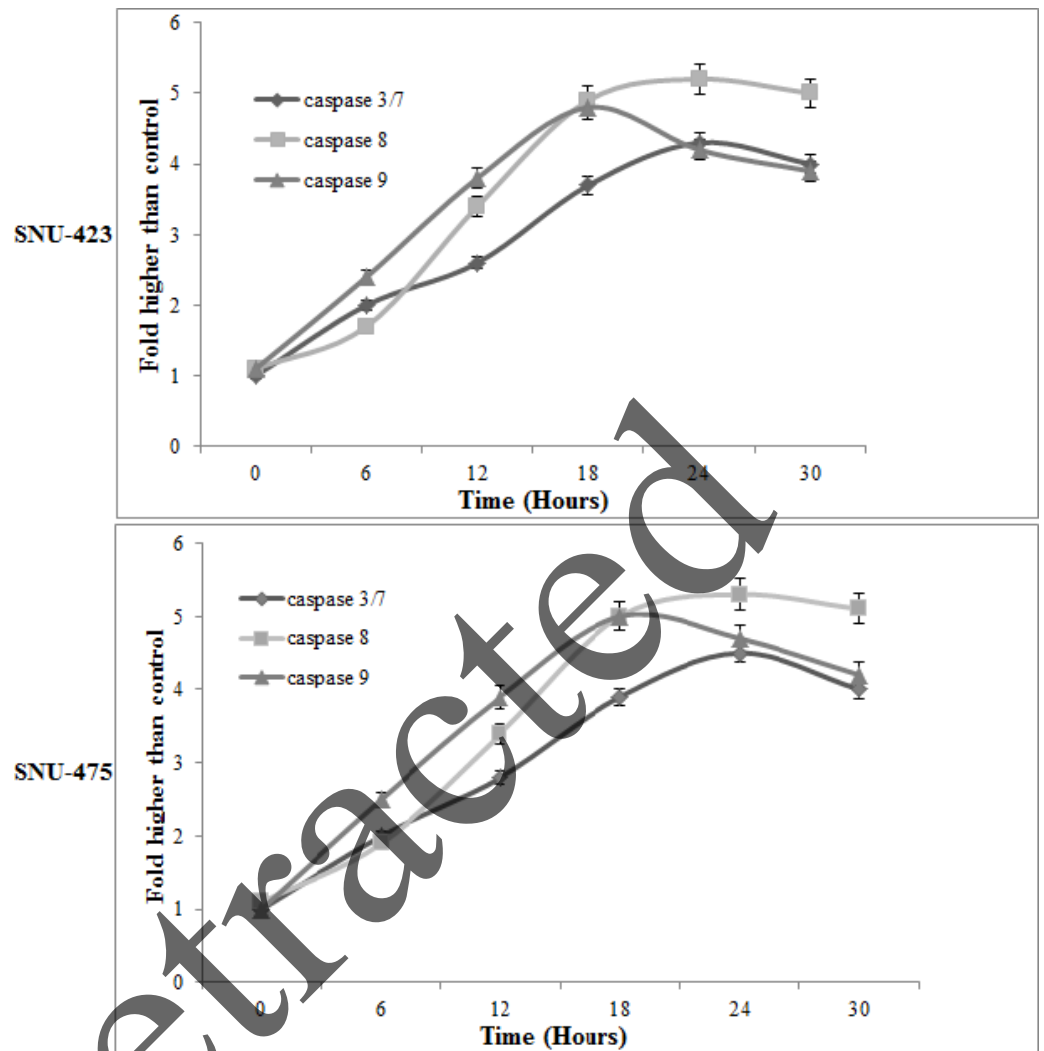 6
5
4
3
2
1
0
Fold higher than control
caspase 3/7
caspase 8
caspase 9
SNU-423
0 6 12 18 24 30
Time (Hours)
6
5
4
3
2
1
0
Fold higher than control
caspase 3/7
caspase 8
caspase 9
SNU-475
0 6 12 18 24 30
Time (Hours)
etracted